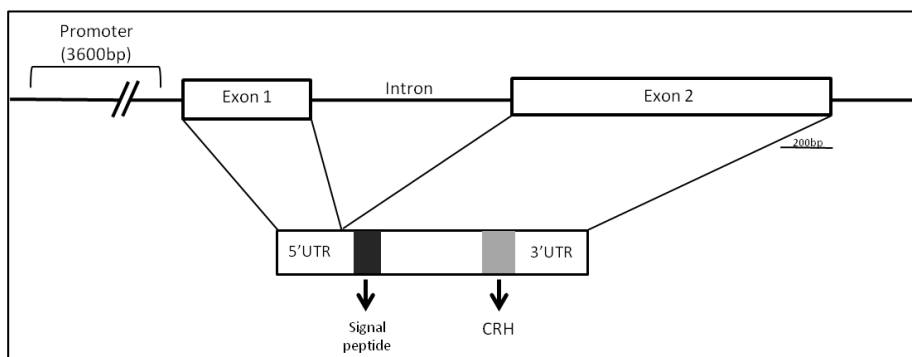 Promoter
(3600bp)
Exon 1
Intron
Exon 2
200bp
5'UTR
3'UTR
Signal
peptide
CRH